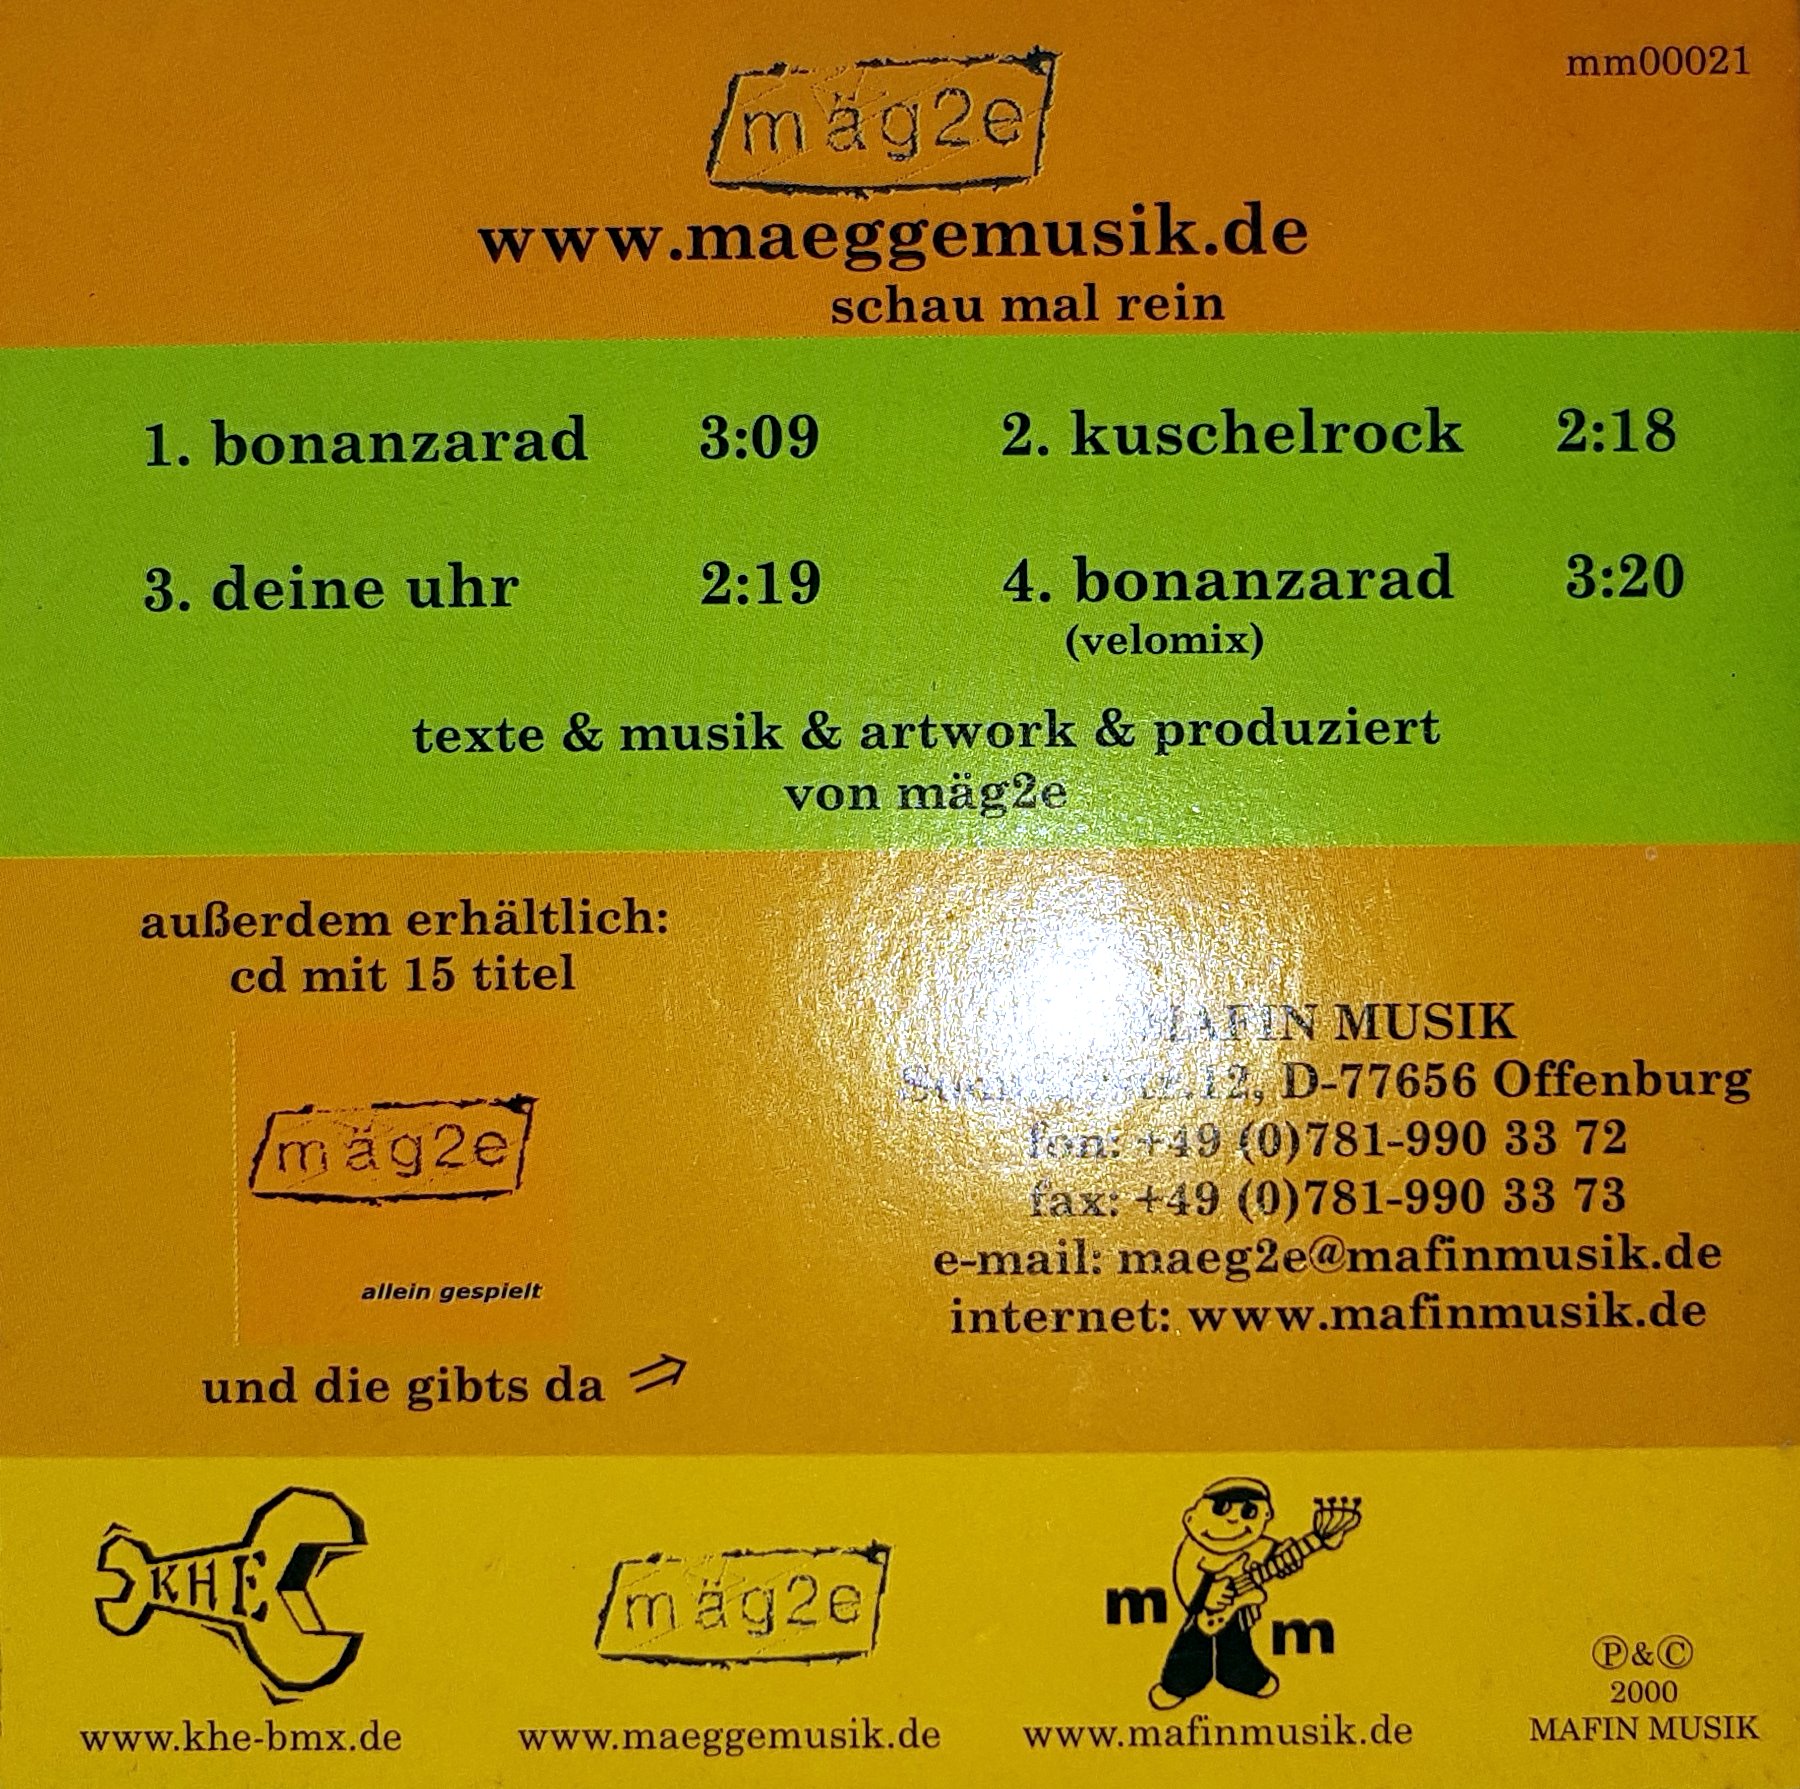 mäg2e
mm00021
www.maeggemusik.de
schau mal rein
1. bonanzarad 3:09 2. kuschelrock 2:18
3. deine uhr 2:19 4. bonanzarad 3:20
(velomix)
texte & musik & artwork & produziert
von mäg2e
außerdem erhältlich:
cd mit 15 titel
mäg2e
allein gespielt
und die gibts da ⇒
MAFIN MUSIK
12, D-77656 Offenburg
fon: +49 (0)781-990 33 72
fax: +49 (0)781-990 33 73
e-mail: maeg2e@mafinmusik.de
internet: www.mafinmusik.de
KHE
www.khe-bmx.de
mäg2e
www.maeggemusik.de
m m
www.mafinmusik.de
Ⓟ&Ⓒ
2000
MAFIN MUSIK